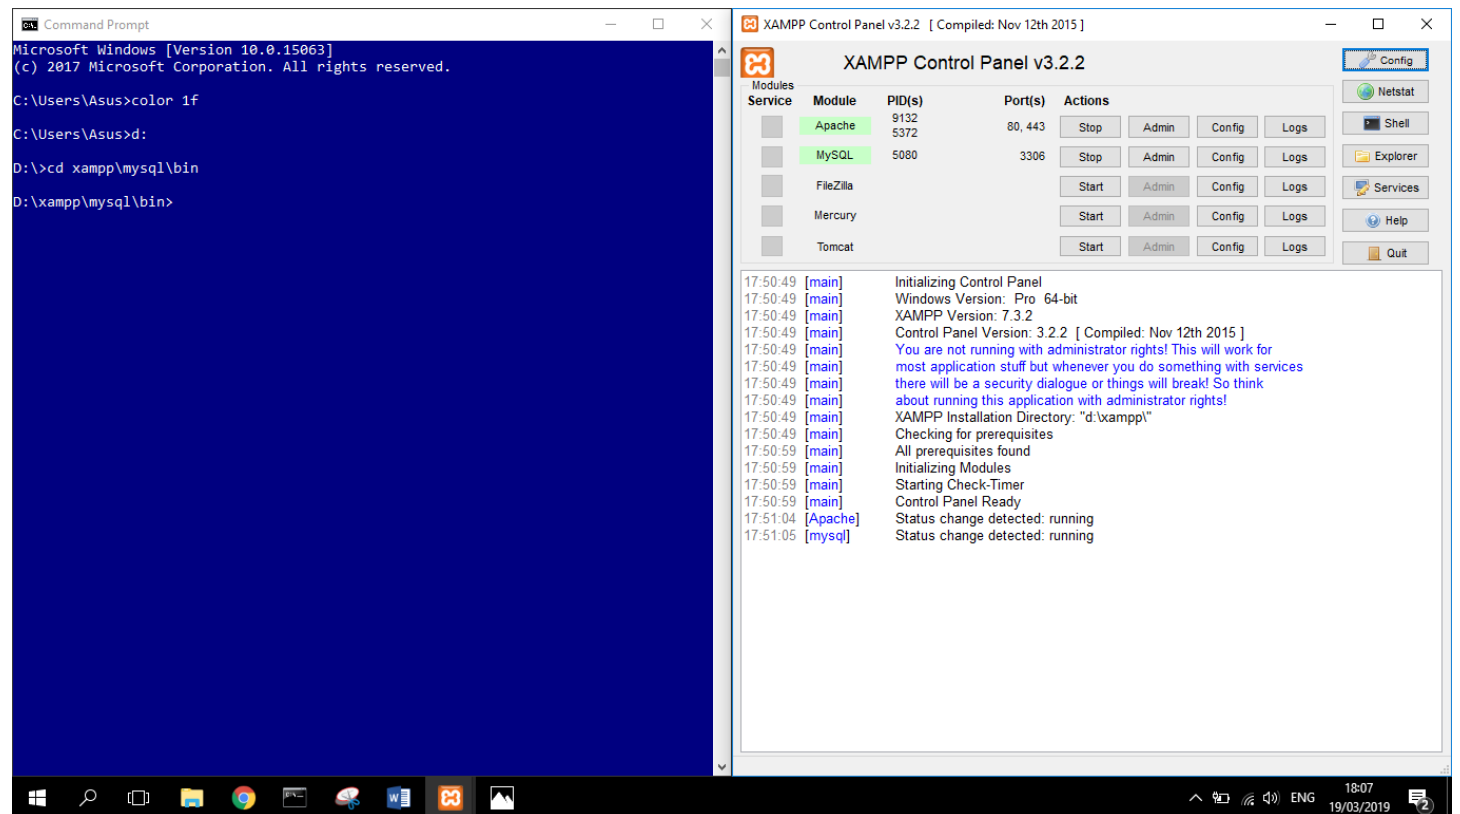 Command Prompt
Microsoft Windows [Version 10.0.15063]
(c) 2017 Microsoft Corporation. All rights reserved.
C:\Users\Asus>color 1f
C:\Users\Asus>d:
D:\>cd xampp\mysql\bin
D:\xampp\mysql\bin>
XAMPP Control Panel v3.2.2 [ Compiled: Nov 12th 2015 ]
XAMPP Control Panel v3.2.2
Config
Netstat
Shell
Explorer
Services
Help
Quit
Modules
Service Module PID(s) Port(s) Actions
Apache 9132 5372 80, 443 Stop Admin Config Logs
MySQL 5080 3306 Stop Admin Config Logs
FileZilla Start Admin Config Logs
Mercury Start Admin Config Logs
Tomcat Start Admin Config Logs
17:50:49 [main] Initializing Control Panel
17:50:49 [main] Windows Version: Pro 64-bit
17:50:49 [main] XAMPP Version: 7.3.2
17:50:49 [main] Control Panel Version: 3.2.2 [ Compiled: Nov 12th 2015 ]
17:50:49 [main] You are not running with administrator rights! This will work for
17:50:49 [main] most application stuff but whenever you do something with services
17:50:49 [main] there will be a security dialogue or things will break! So think
17:50:49 [main] about running this application with administrator rights!
17:50:49 [main] XAMPP Installation Directory: "d:\xampp\"
17:50:49 [main] Checking for prerequisites
17:50:59 [main] All prerequisites found
17:50:59 [main] Initializing Modules
17:50:59 [main] Starting Check-Timer
17:50:59 [main] Control Panel Ready
17:51:04 [Apache] Status change detected: running
17:51:05 [mysql] Status change detected: running
ENG
18:07
19/03/2019
2